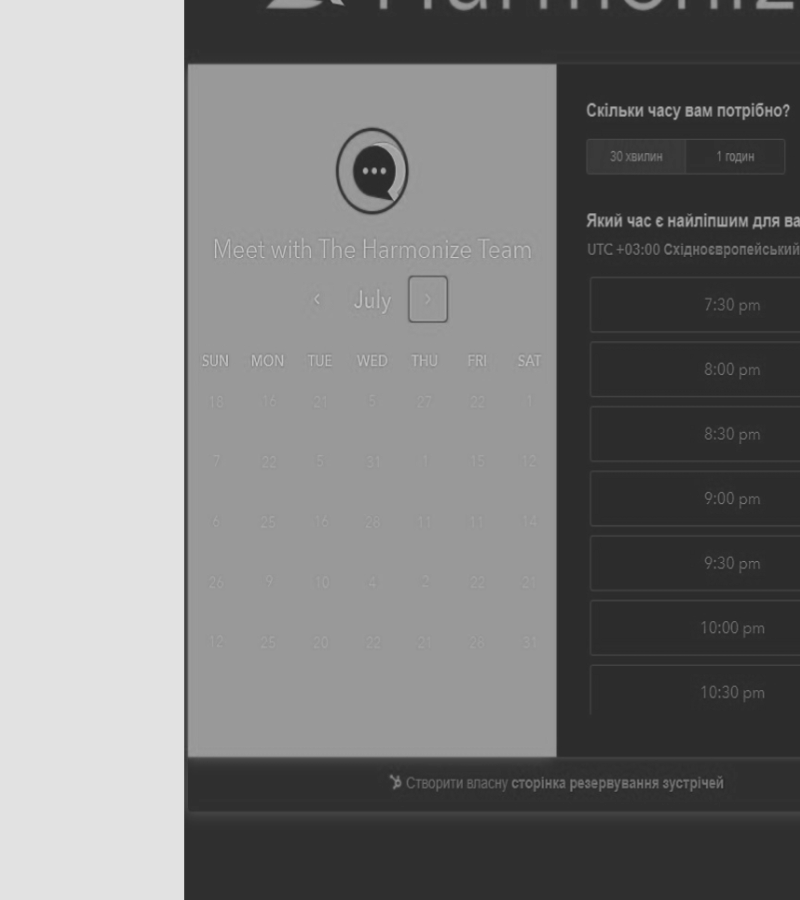 Harmoniz
Meet with The Harmonize Team
July
SUN MON TUE WED THU FRI SAT
18 16 21 5 27 22 1
7 22 5 31 1 15 12
6 25 16 28 11 11 14
26 9 10 4 2 22 21
12 25 20 22 21 28 31
Скільки часу вам потрібно?
30 хвилин 1 годин
Який час є найліпшим для ва
UTC +03:00 Східноєвропейський
7:30 pm
8:00 pm
8:30 pm
9:00 pm
9:30 pm
10:00 pm
10:30 pm
Створити власну сторінка резервування зустрічей